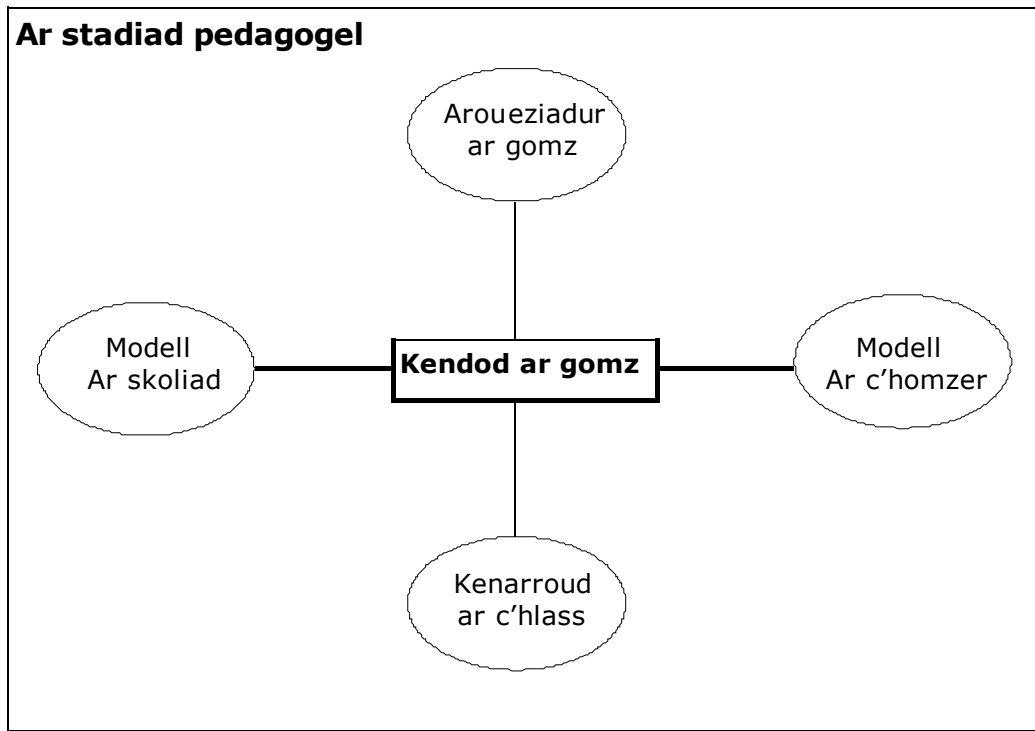 Ar stadiad pedagogel
Aroueziadur
ar gomz
Modell
Ar skoliad
Kendod ar gomz
Modell
Ar c'homzer
Kenarroud
ar c'hlass